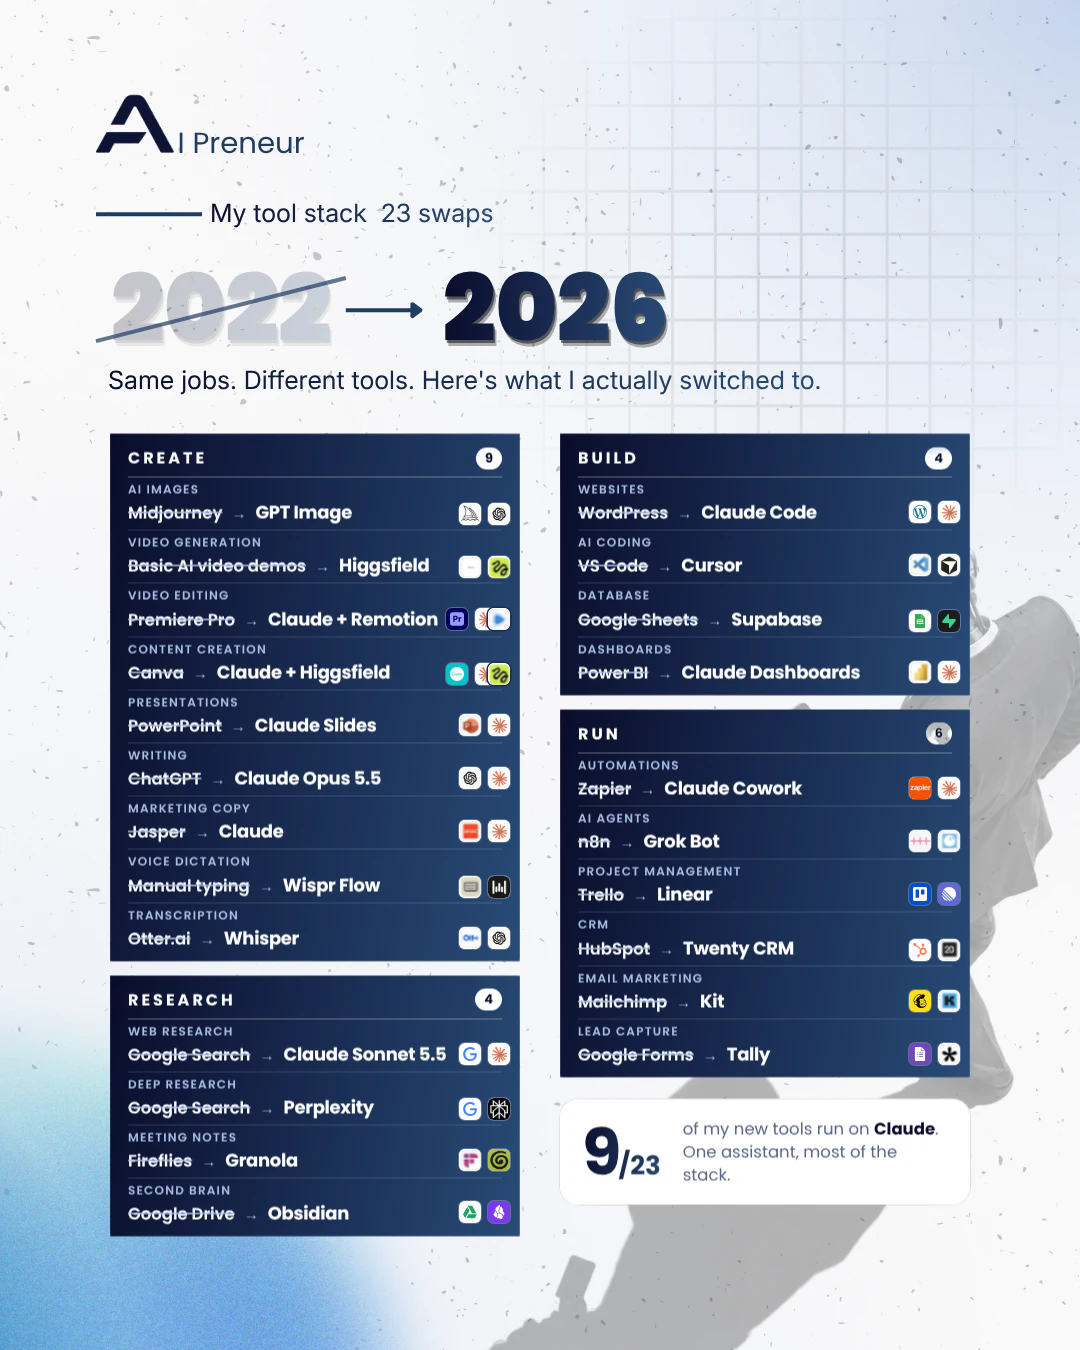 A I Preneur
My tool stack 23 swaps
2022 → 2026
Same jobs. Different tools. Here's what I actually switched to.
CREATE 9
AI IMAGES
Midjourney → GPT Image
VIDEO GENERATION
Basic AI video demos → Higgsfield
VIDEO EDITING
Premiere Pro → Claude + Remotion Pr
CONTENT CREATION
Canva → Claude + Higgsfield
PRESENTATIONS
PowerPoint → Claude Slides
WRITING
ChatGPT → Claude Opus 5.5
MARKETING COPY
Jasper → Claude
VOICE DICTATION
Manual typing → Wispr Flow
TRANSCRIPTION
Otter.ai → Whisper
RESEARCH 4
WEB RESEARCH
Google Search → Claude Sonnet 5.5
DEEP RESEARCH
Google Search → Perplexity
MEETING NOTES
Fireflies → Granola
SECOND BRAIN
Google Drive → Obsidian
BUILD 4
WEBSITES
WordPress → Claude Code
AI CODING
VS Code → Cursor
DATABASE
Google Sheets → Supabase
DASHBOARDS
Power BI → Claude Dashboards
RUN 6
AUTOMATIONS
Zapier → Claude Cowork zapier
AI AGENTS
n8n → Grok Bot
PROJECT MANAGEMENT
Trello → Linear
CRM
HubSpot → Twenty CRM 20
EMAIL MARKETING
Mailchimp → Kit K
LEAD CAPTURE
Google Forms → Tally
9/23
of my new tools run on Claude.
One assistant, most of the
stack.